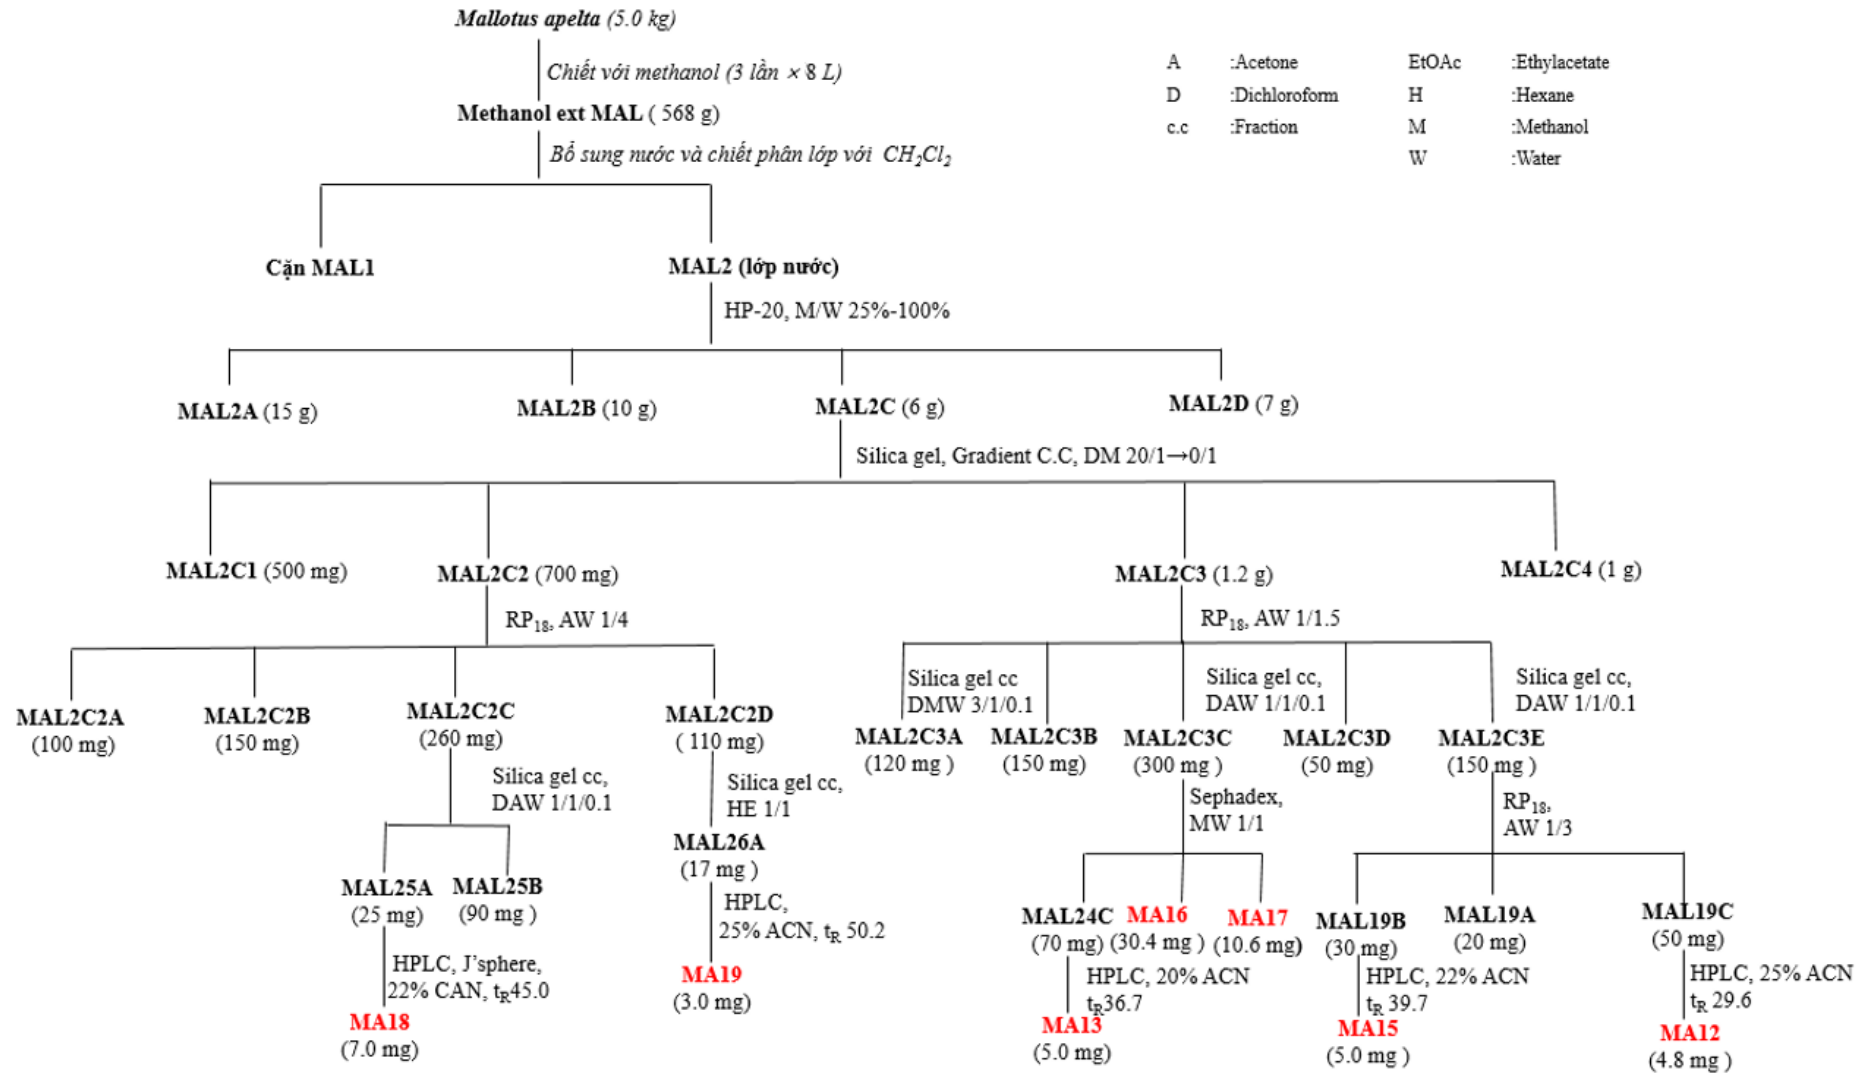 Mallotus apelta (5.0 kg)
Chiết với methanol (3 lần × 8 L)
Methanol ext MAL ( 568 g)
Bổ sung nước và chiết phân lớp với CH2Cl2
A :Acetone EtOAc :Ethylacetate
D :Dichloroform H :Hexane
c.c :Fraction M :Methanol
W :Water
Cặn MAL1
MAL2 (lớp nước)
HP-20, M/W 25%-100%
MAL2A (15 g)
MAL2B (10 g)
MAL2C (6 g)
MAL2D (7 g)
Silica gel, Gradient C.C, DM 20/1→0/1
MAL2C1 (500 mg)
MAL2C2 (700 mg)
MAL2C3 (1.2 g)
MAL2C4 (1 g)
RP18, AW 1/4
RP18, AW 1/1.5
MAL2C2A
(100 mg)
MAL2C2B
(150 mg)
MAL2C2C
(260 mg)
MAL2C2D
( 110 mg)
Silica gel cc
DMW 3/1/0.1
Silica gel cc,
DAW 1/1/0.1
Silica gel cc,
DAW 1/1/0.1
MAL2C3A
(120 mg )
MAL2C3B
(150 mg)
MAL2C3C
(300 mg )
MAL2C3D
(50 mg)
MAL2C3E
(150 mg )
Silica gel cc,
DAW 1/1/0.1
Silica gel cc,
HE 1/1
Sephadex,
MW 1/1
RP18,
AW 1/3
MAL25A
(25 mg)
MAL25B
(90 mg )
MAL26A
(17 mg )
MAL24C
(70 mg)
MA16
(30.4 mg )
MA17
(10.6 mg)
MAL19B
(30 mg)
MAL19A
(20 mg)
MAL19C
(50 mg)
HPLC, J'sphere,
22% CAN, tR45.0
HPLC,
25% ACN, tR 50.2
HPLC, 20% ACN
tR36.7
HPLC, 22% ACN
tR 39.7
HPLC, 25% ACN
tR 29.6
MA18
(7.0 mg)
MA19
(3.0 mg)
MA13
(5.0 mg)
MA15
(5.0 mg )
MA12
(4.8 mg )